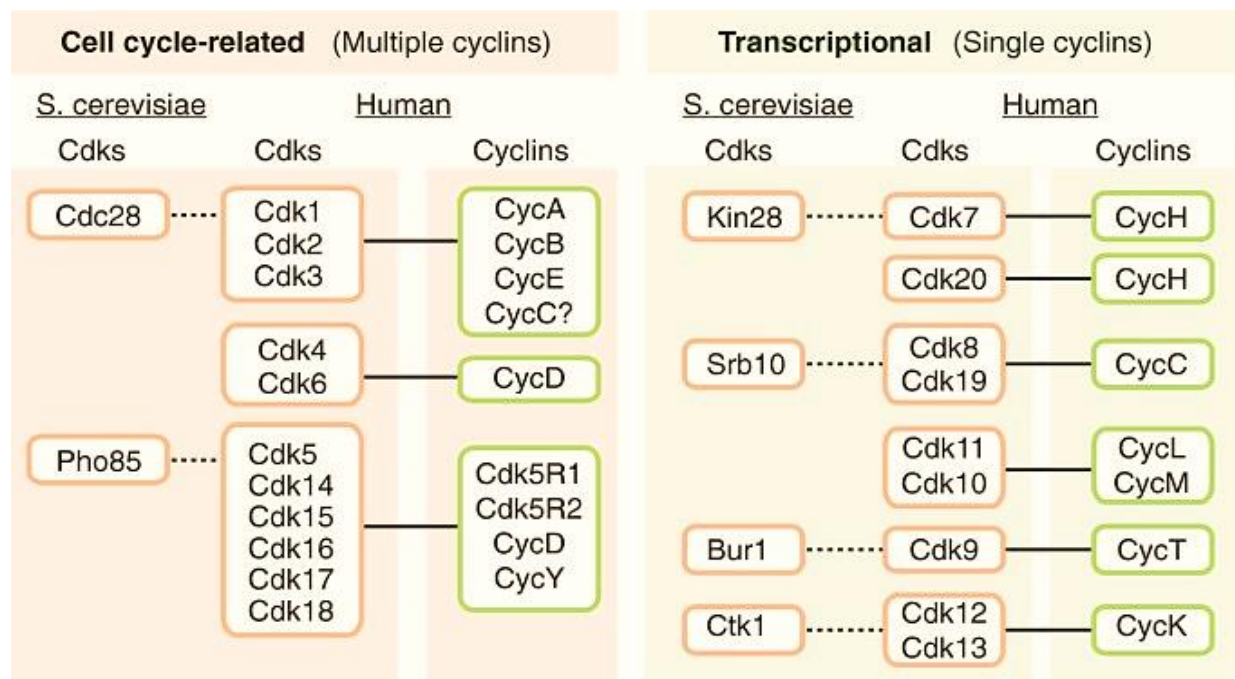 Cell cycle-related (Multiple cyclins)
S. cerevisiae Human
Cdks Cdks Cyclins
Cdc28
Cdk1
Cdk2
Cdk3
CycA
CycB
CycE
CycC?
Cdk4
Cdk6
CycD
Pho85
Cdk5
Cdk14
Cdk15
Cdk16
Cdk17
Cdk18
Cdk5R1
Cdk5R2
CycD
CycY
Transcriptional (Single cyclins)
S. cerevisiae Human
Cdks Cdks Cyclins
Kin28 Cdk7 CycH
Cdk20 CycH
Srb10
Cdk8
Cdk19
CycC
Cdk11
Cdk10
CycL
CycM
Bur1 Cdk9 CycT
Ctk1
Cdk12
Cdk13
CycK